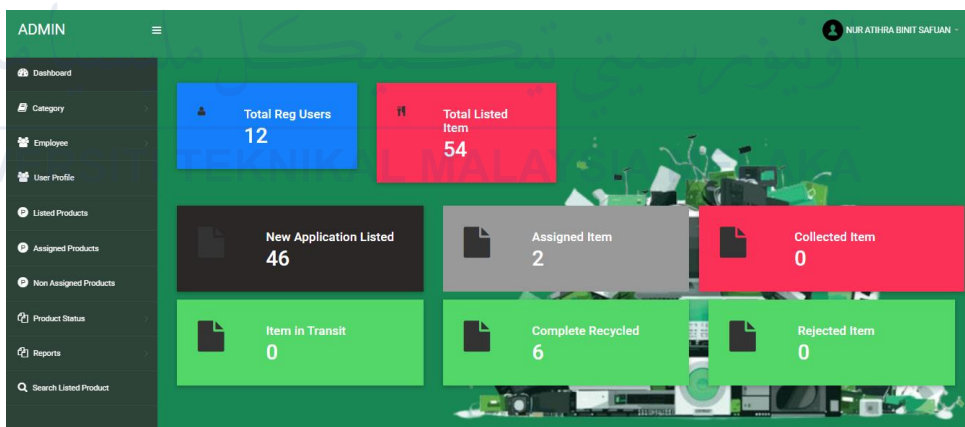 ADMIN
NUR ATIHRA BINIT SAFUAN
Dashboard
Category
Employee
User Profile
Listed Products
Assigned Products
Non Assigned Products
Product Status
Reports
Search Listed Product
Total Reg Users
12
Total Listed
Item
54
New Application Listed
46
Assigned Item
2
Collected Item
0
Item in Transit
0
Complete Recycled
6
Rejected Item
0
TEKNIKAL MALAYSIA